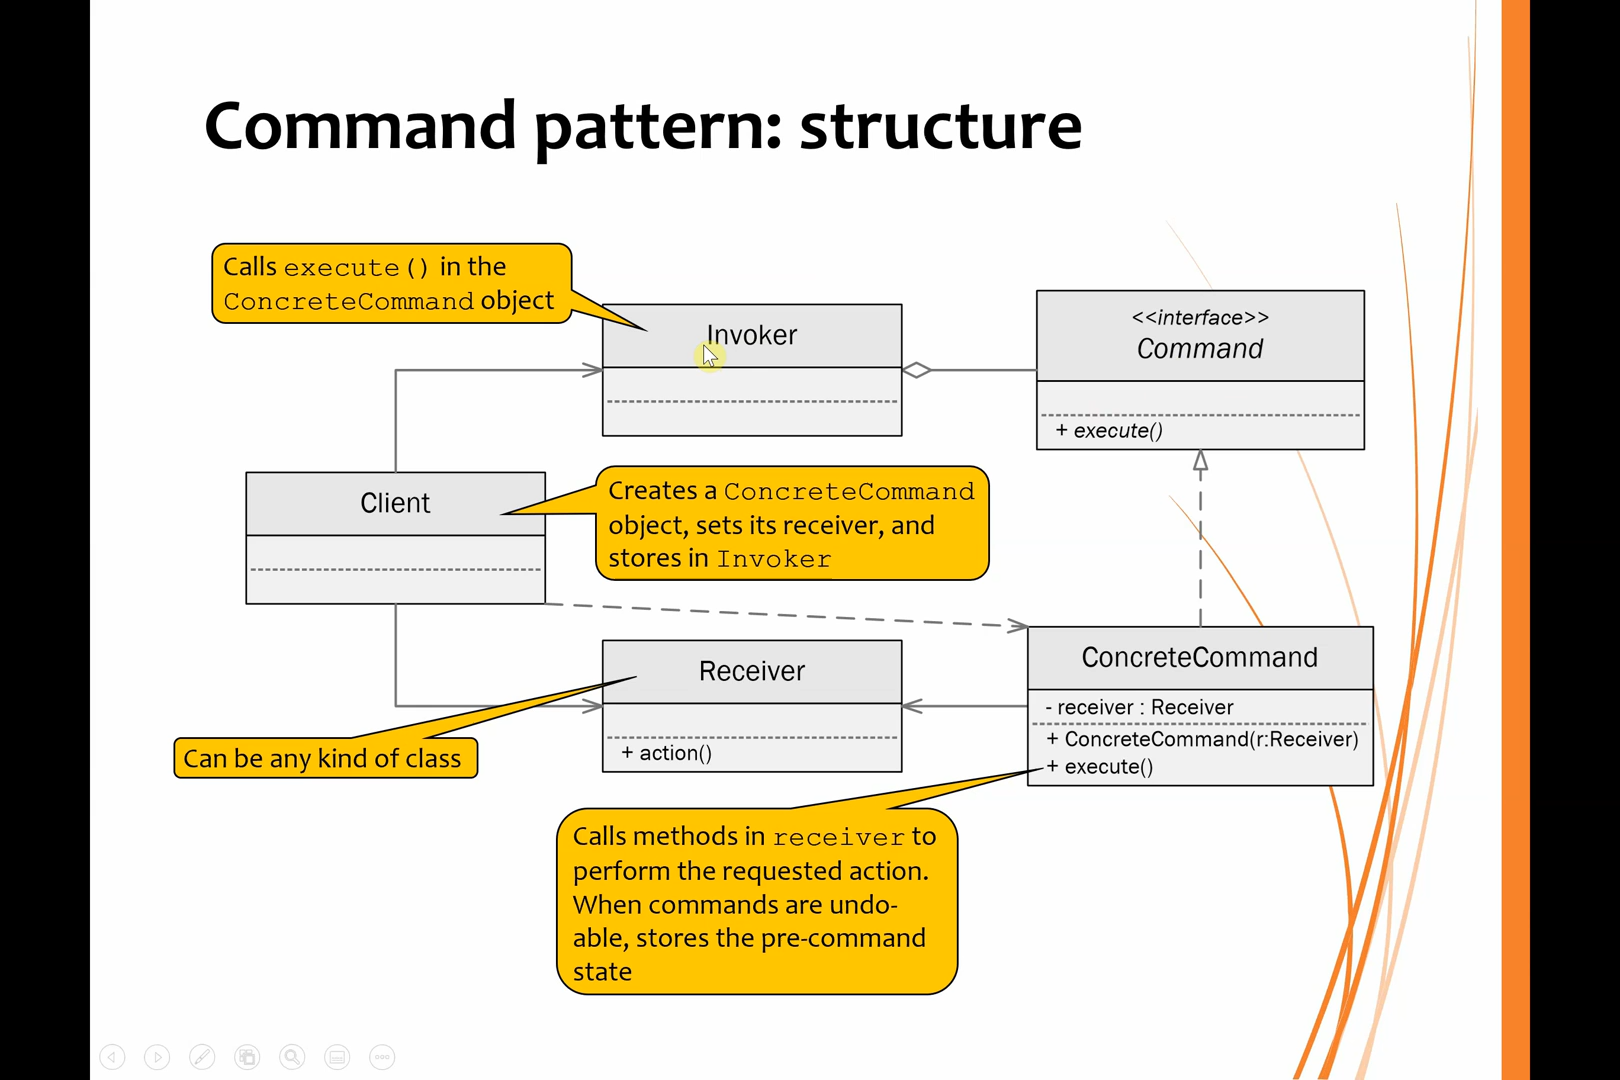 Command pattern: structure
Calls execute() in the
ConcreteCommand object
Invoker
<<interface>>
Command
+ execute()
Client
Creates a ConcreteCommand
object, sets its receiver, and
stores in Invoker
Receiver
+ action()
ConcreteCommand
- receiver : Receiver
+ ConcreteCommand(r:Receiver)
+ execute()
Can be any kind of class
Calls methods in receiver to
perform the requested action.
When commands are undo-
able, stores the pre-command
state